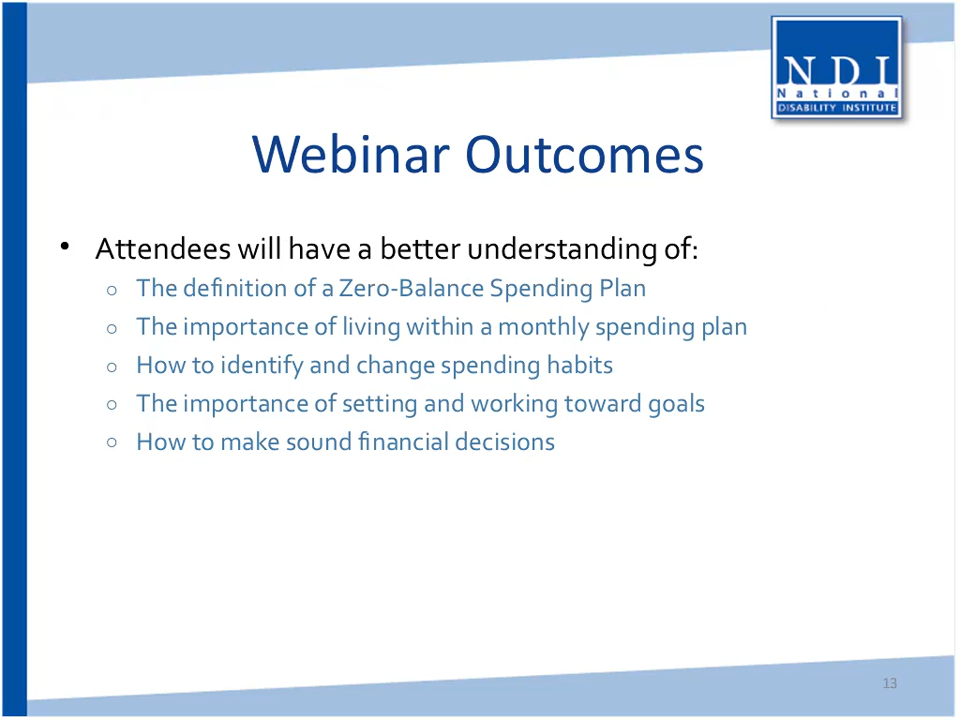 NDI
National
DISABILITY INSTITUTE
Webinar Outcomes
• Attendees will have a better understanding of:
○ The definition of a Zero-Balance Spending Plan
○ The importance of living within a monthly spending plan
○ How to identify and change spending habits
○ The importance of setting and working toward goals
○ How to make sound financial decisions
13